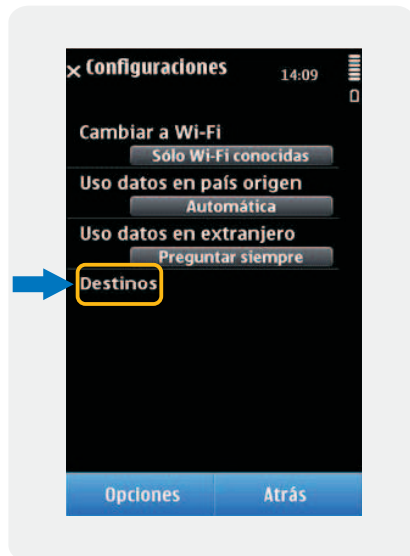 Configuraciones 14:09
Cambiar a Wi-Fi
Sólo Wi-Fi conocidas
Uso datos en país origen
Automática
Uso datos en extranjero
Preguntar siempre
Destinos
Opciones Atrás